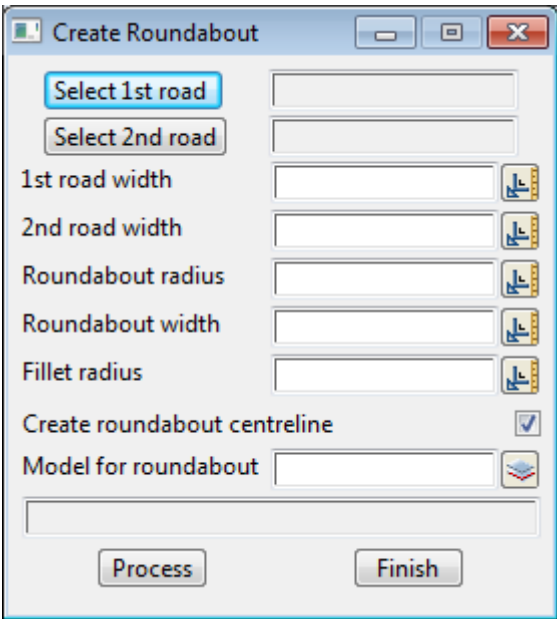 Create Roundabout
Select 1st road
Select 2nd road
1st road width
2nd road width
Roundabout radius
Roundabout width
Fillet radius
Create roundabout centreline
Model for roundabout
Process Finish